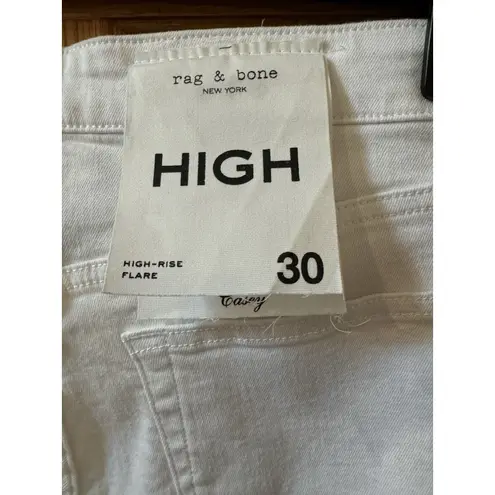 rag & bone
NEW YORK
HIGH
HIGH-RISE
FLARE
30
Casey